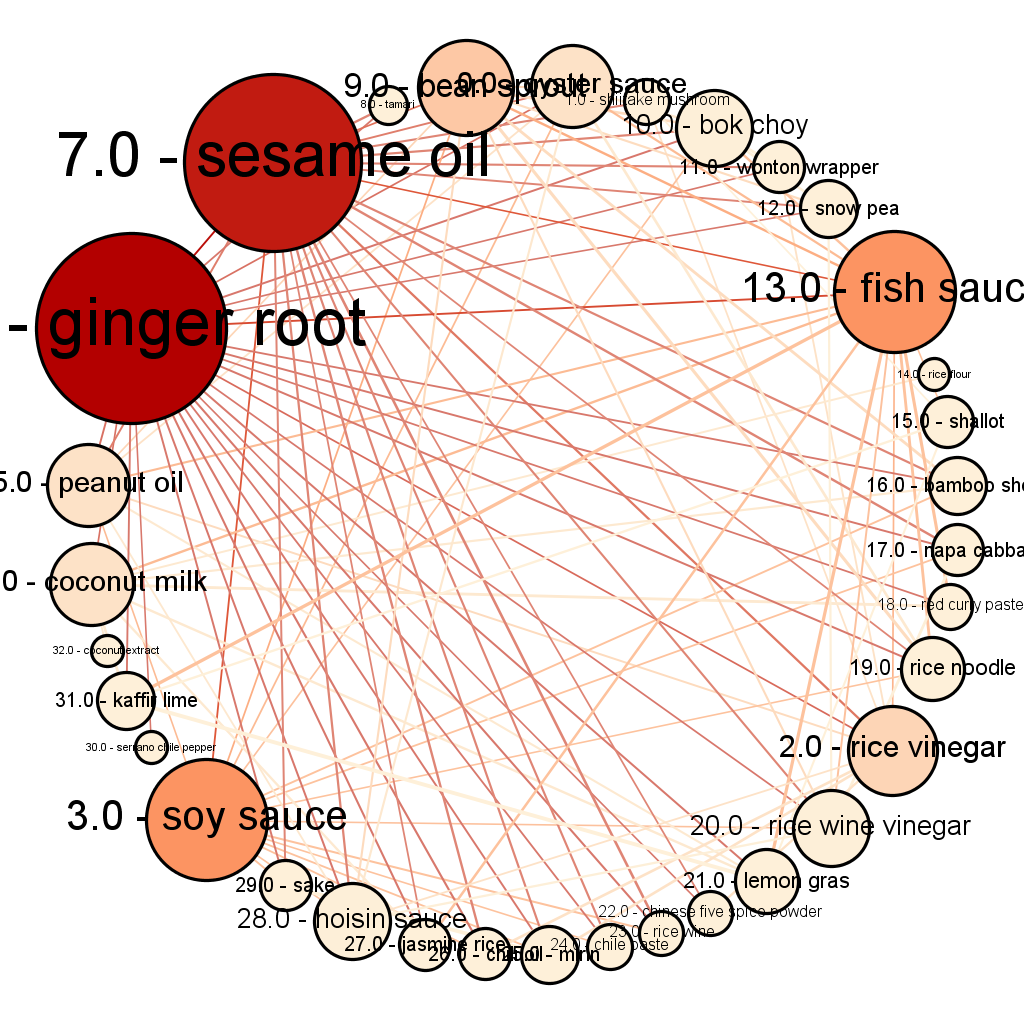 9.0 - bean sprout
0.0 - oyster sauce
1.0 - shiitake mushroom
8.0 - tamari
10.0 - bok choy
7.0 - sesame oil
11.0 - wonton wrapper
12.0 - snow pea
13.0 - fish sauc
- ginger root
14.0 - rice flour
15.0 - shallot
5.0 - peanut oil
16.0 - bamboo sho
17.0 - napa cabba
0 - coconut milk
18.0 - red curry paste
32.0 - coconut extract
19.0 - rice noodle
31.0 - kaffir lime
30.0 - serrano chile pepper
2.0 - rice vinegar
3.0 - soy sauce
20.0 - rice wine vinegar
21.0 - lemon gras
29.0 - sake
22.0 - chinese five spice powder
28.0 - hoisin sauce
23.0 - rice wine
27.0 - jasmine rice
24.0 - chile paste
26.0 - chili oil
25.0 - mirin